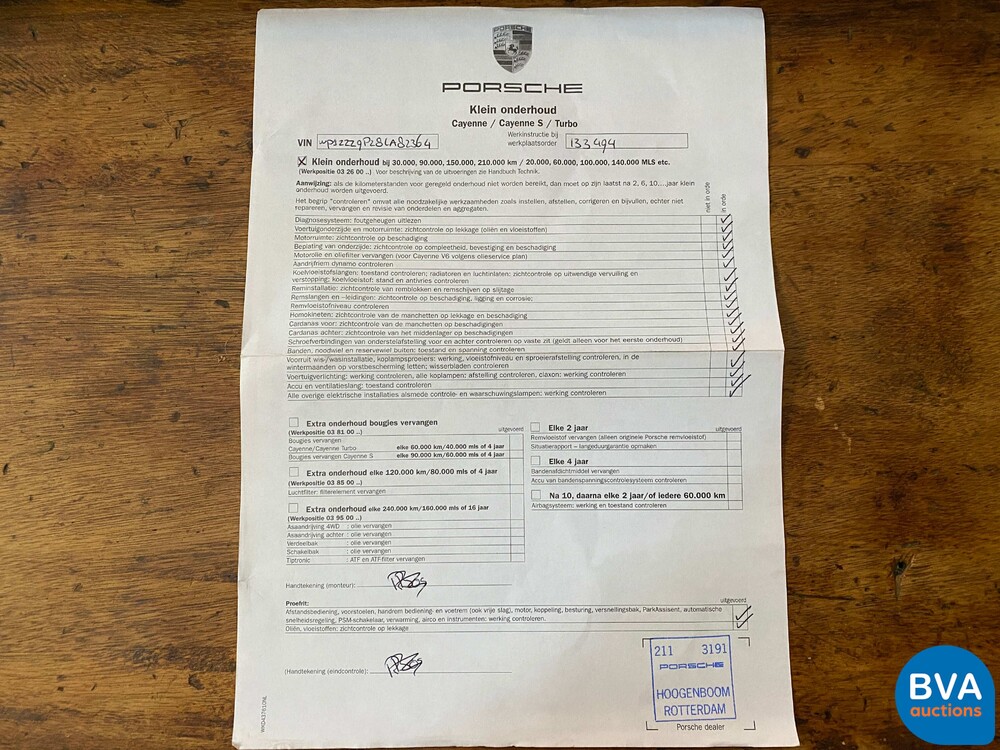 PORSCHE
PORSCHE
Klein onderhoud
Cayenne / Cayenne S / Turbo
VIN WP1ZZZ9PZ8LA82364
Werkinstructie bij
werkplaatsorder 133494
Klein onderhoud bij 30.000, 90.000, 150.000, 210.000 km / 20.000, 60.000, 100.000, 140.000 MLS etc.
(Werkpositie 03 26 00 ..) Voor beschrijving van de uitvoeringen zie Handbuch Technik.
Aanwijzing: als de kilometerstanden voor geregeld onderhoud niet worden bereikt, dan moet op zijn laatst na 2, 6, 10....jaar klein
onderhoud worden uitgevoerd.
Het begrip "controleren" omvat alle noodzakelijke werkzaamheden zoals instellen, afstellen, corrigeren en bijvullen, echter niet
repareren, vervangen en revisie van onderdelen en aggregaten.
niet in orde
in orde
Diagnosesysteem: foutgeheugen uitlezen
Voertuigonderzijde en motorruimte: zichtcontrole op lekkage (oliën en vloeistoffen)
Motorruimte: zichtcontrole op beschadiging
Beplating van onderzijde: zichtcontrole op compleetheid, bevestiging en beschadiging
Motorolie en oliefilter vervangen (voor Cayenne V6 volgens olieservice plan)
Aandrijfriem dynamo controleren
Koelvloeistofslangen: toestand controleren; radiatoren en luchtinlaten: zichtcontrole op uitwendige vervuiling en
verstopping; koelvloeistof: stand en antivries controleren
Reminstallatie: zichtcontrole van remblokken en remschijven op slijtage
Remslangen en –leidingen: zichtcontrole op beschadiging, ligging en corrosie;
Remvloeistofniveau controleren
Homokineten: zichtcontrole van de manchetten op lekkage en beschadiging
Cardanas voor: zichtcontrole van de manchetten op beschadigingen
Cardanas achter: zichtcontrole van het middenlager op beschadiging
Schroefverbindingen van onderstelafstelling voor en achter controleren op vaste zit (geldt alleen voor het eerste onderhoud)
Banden, noodwiel en reservewiel buiten: toestand en spanning controleren
Voorruit wis-/wasinstallatie, koplampsproeiers: werking, vloeistofniveau en sproeierafstelling controleren, in de
wintermaanden op vorstbescherming letten; wisserbladen controleren
Voertuigverlichting: werking controleren, alle koplampen: afstelling controleren, claxon: werking controleren
Accu en ventilatieslang: toestand controleren
Alle overige elektrische installaties alsmede controle- en waarschuwingslampen: werking controleren
Extra onderhoud bougies vervangen
(Werkpositie 03 81 00 ..) uitgevoerd
Bougies vervangen
Cayenne/Cayenne Turbo elke 60.000 km/40.000 mls of 4 jaar
Bougies vervangen Cayenne S elke 90.000 km/60.000 mls of 4 jaar
Extra onderhoud elke 120.000 km/80.000 mls of 4 jaar
(Werkpositie 03 85 00 ..)
Luchtfilter: filterelement vervangen
Extra onderhoud elke 240.000 km/160.000 mls of 16 jaar
(Werkpositie 03 95 00 ..)
Asaandrijving 4WD : olie vervangen
Asaandrijving achter : olie vervangen
Verdeelbak : olie vervangen
Schakelbak : olie vervangen
Tiptronic : ATF en ATF-filter vervangen
Elke 2 jaar uitgevoerd
Remvloeistof vervangen (alleen originele Porsche remvloeistof)
Situatierapport – langeduurgarantie opmaken
Elke 4 jaar
Bandenafdichtmiddel vervangen
Accu van bandenspanningscontrolesysteem controleren
Na 10, daarna elke 2 jaar/of iedere 60.000 km
Airbagsysteem: werking en toestand controleren
Handtekening (monteur):
Proefrit: uitgevoerd
Afstandsbediening, voorstoelen, handrem bediening- en voetrem (ook vrije slag), motor, koppeling, besturing, versnellingsbak, ParkAssisent, automatische
snelheidsregeling, PSM-schakelaar, verwarming, airco en instrumenten: werking controleren.
Oliën, vloeistoffen: zichtcontrole op lekkage
Handtekening (eindcontrole):
211 3191
PORSCHE
HOOGENBOOM
ROTTERDAM
Porsche dealer
BVA
auctions